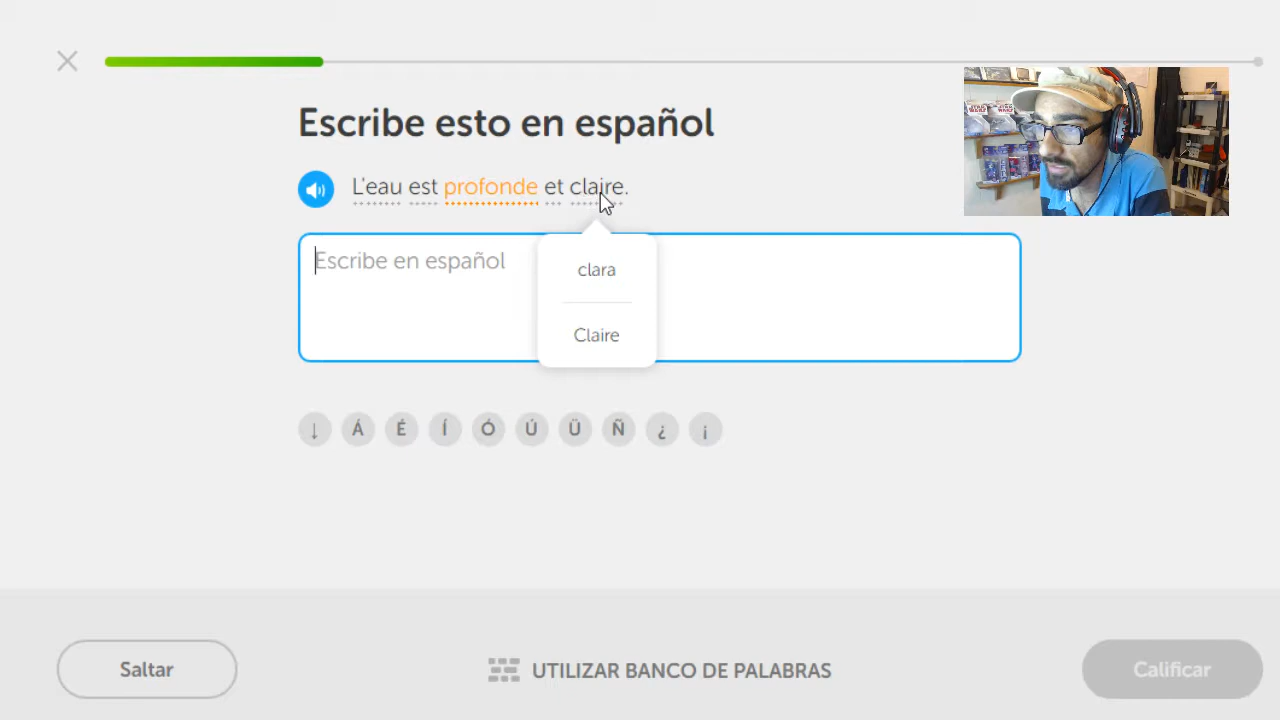 Escribe esto en español
L'eau est profonde et claire.
Escribe en español
clara
Claire
↓ Á É Í Ó Ú Ü Ñ ¿ ¡
Saltar
UTILIZAR BANCO DE PALABRAS
Calificar